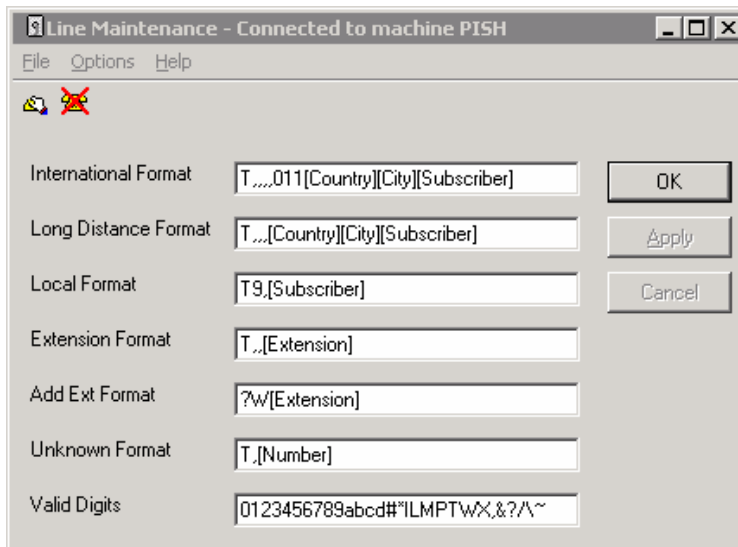 Line Maintenance - Connected to machine PISH
File Options Help
International Format T,,,,011[Country][City][Subscriber] OK
Long Distance Format T,,,[Country][City][Subscriber] Apply
Local Format T9,[Subscriber] Cancel
Extension Format T,,[Extension]
Add Ext Format ?W[Extension]
Unknown Format T,[Number]
Valid Digits 0123456789abcd#*ILMPTWX,&?/\~